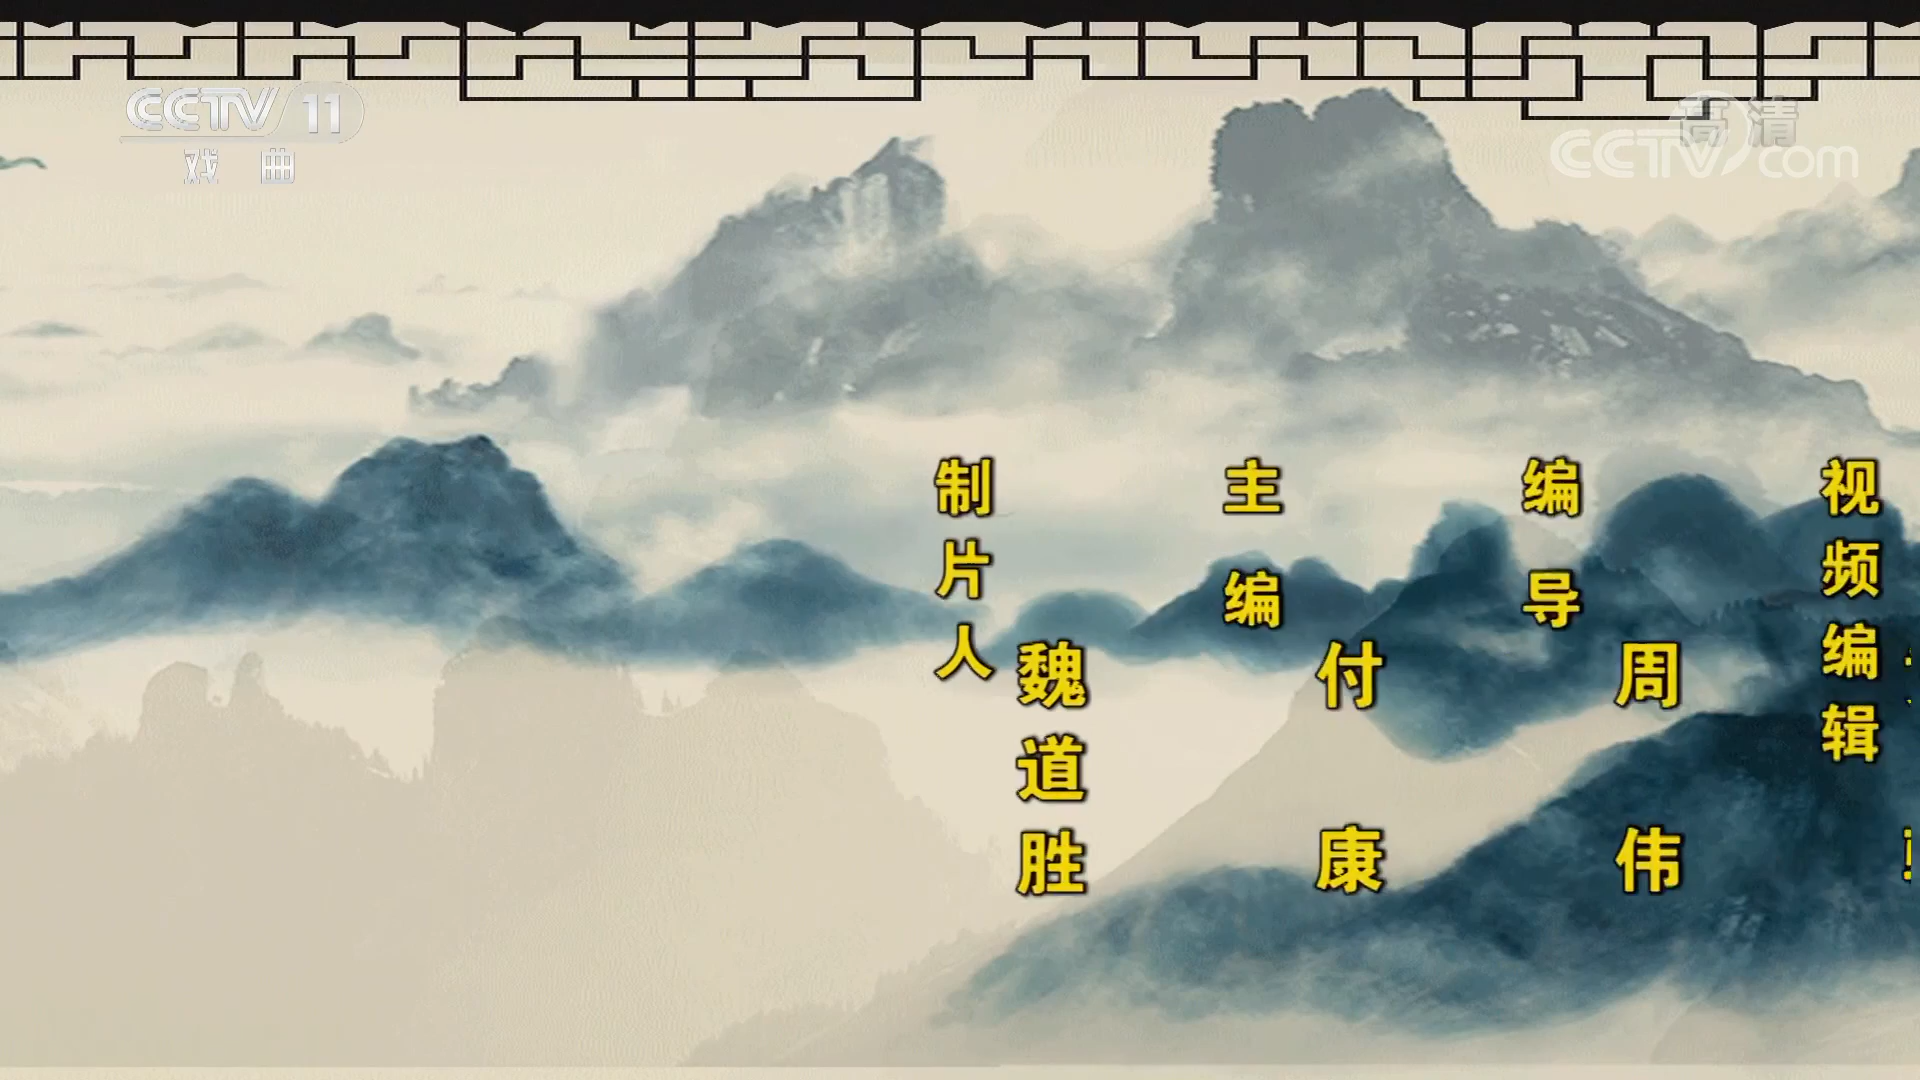 CCTV 11
戏曲
高清
CCTV.com
制片人
魏道胜
主编
付康
编导
周伟
视频编辑